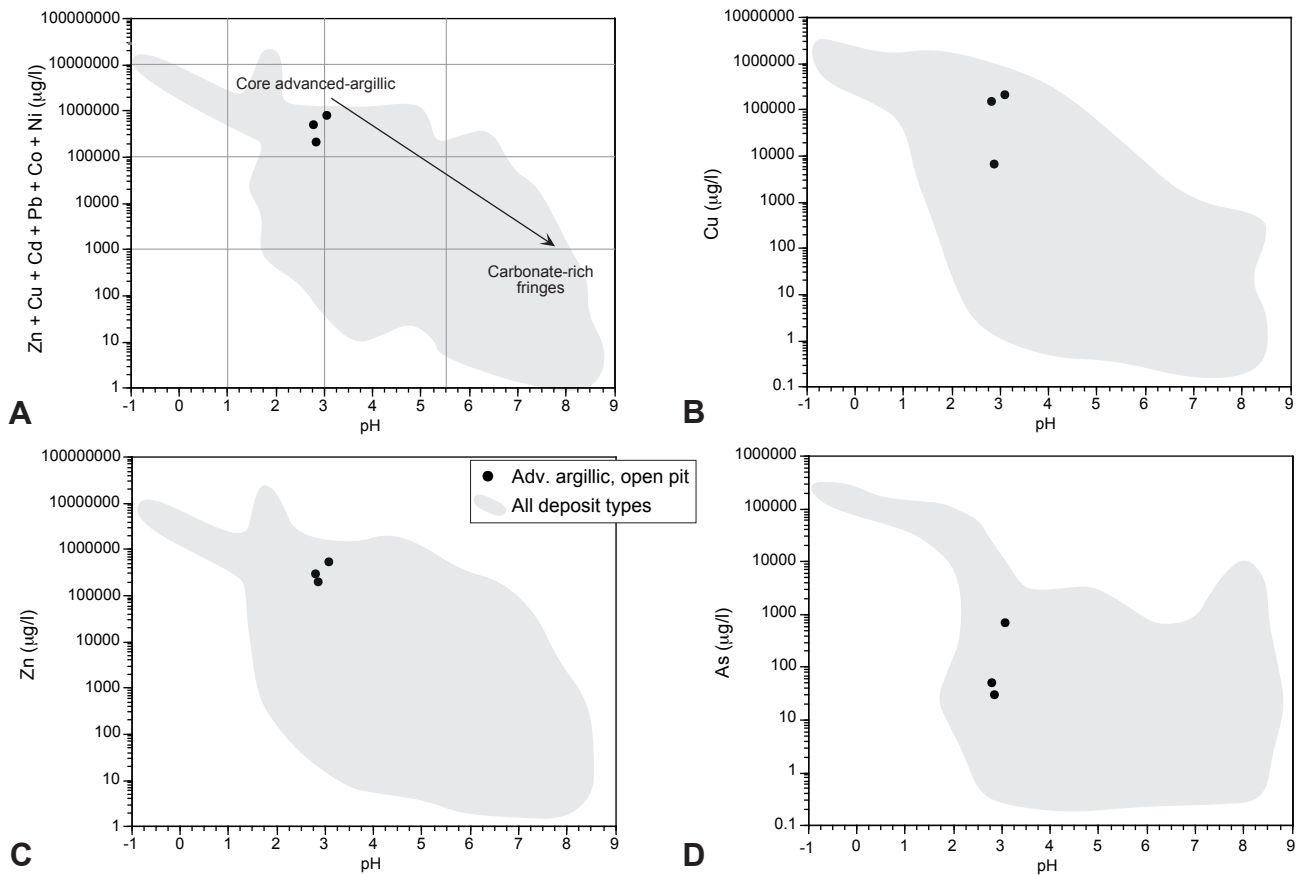 Zn + Cu + Cd + Pb + Co + Ni (µg/l)
100000000
10000000
1000000
100000
10000
1000
100
10
1
Core advanced-argillic
Carbonate-rich
fringes
-1 0 1 2 3 4 5 6 7 8 9
pH
A
Cu (µg/l)
10000000
1000000
100000
10000
1000
100
10
1
0.1
-1 0 1 2 3 4 5 6 7 8 9
pH
B
Zn (µg/l)
100000000
10000000
1000000
100000
10000
1000
100
10
1
Adv. argillic, open pit
All deposit types
-1 0 1 2 3 4 5 6 7 8 9
pH
C
As (µg/l)
1000000
100000
10000
1000
100
10
1
0.1
-1 0 1 2 3 4 5 6 7 8 9
pH
D